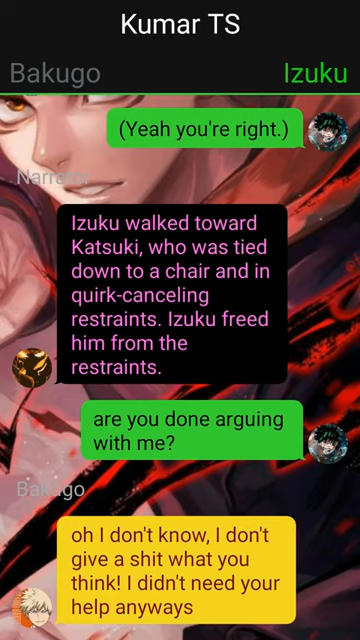 Kumar TS
Bakugo
Izuku
(Yeah you're right.)
Narrator
Izuku walked toward
Katsuki, who was tied
down to a chair and in
quirk-canceling
restraints. Izuku freed
him from the
restraints.
are you done arguing
with me?
Bakugo
oh I don't know, I don't
give a shit what you
think! I didn't need your
help anyways